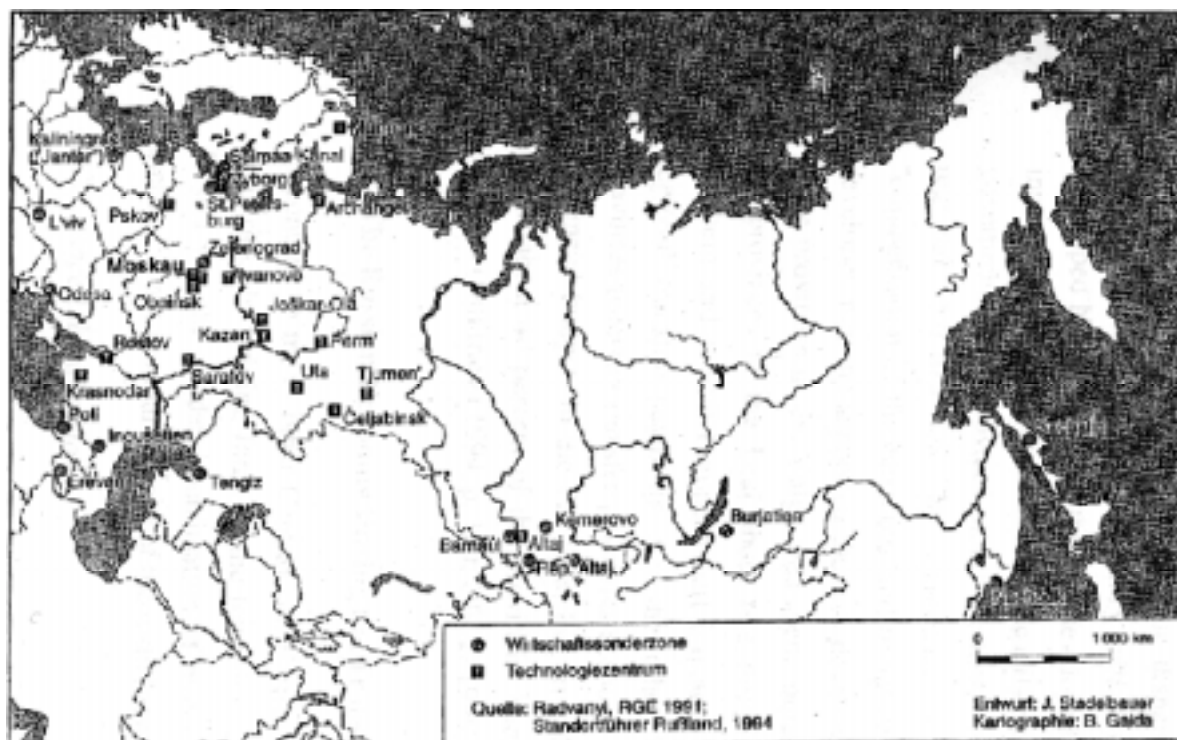 Kaliningrad
("Jantar")
Vyborg
St. Peters-
burg
Archangel
Pskov
L'viv
Zelenograd
Moskau
Ivanovo
Odessa
Obninsk
Joškar-Ola
Kazan
Perm'
Rostov
Saratov
Ufa
Tjumen'
Krasnodar
Čeljabinsk
Poti
Erevan
Tengiz
Kemerovo
Burjatien
Barnaul
Altaj
Rep. Altaj
Wirtschaftssonderzone
T Technologiezentrum
0 1000 km
Quelle: Radvanyi, RGE 1991;
Standortführer Rußland, 1994
Entwurf: J. Stadelbauer
Kartographie: B. Gaida